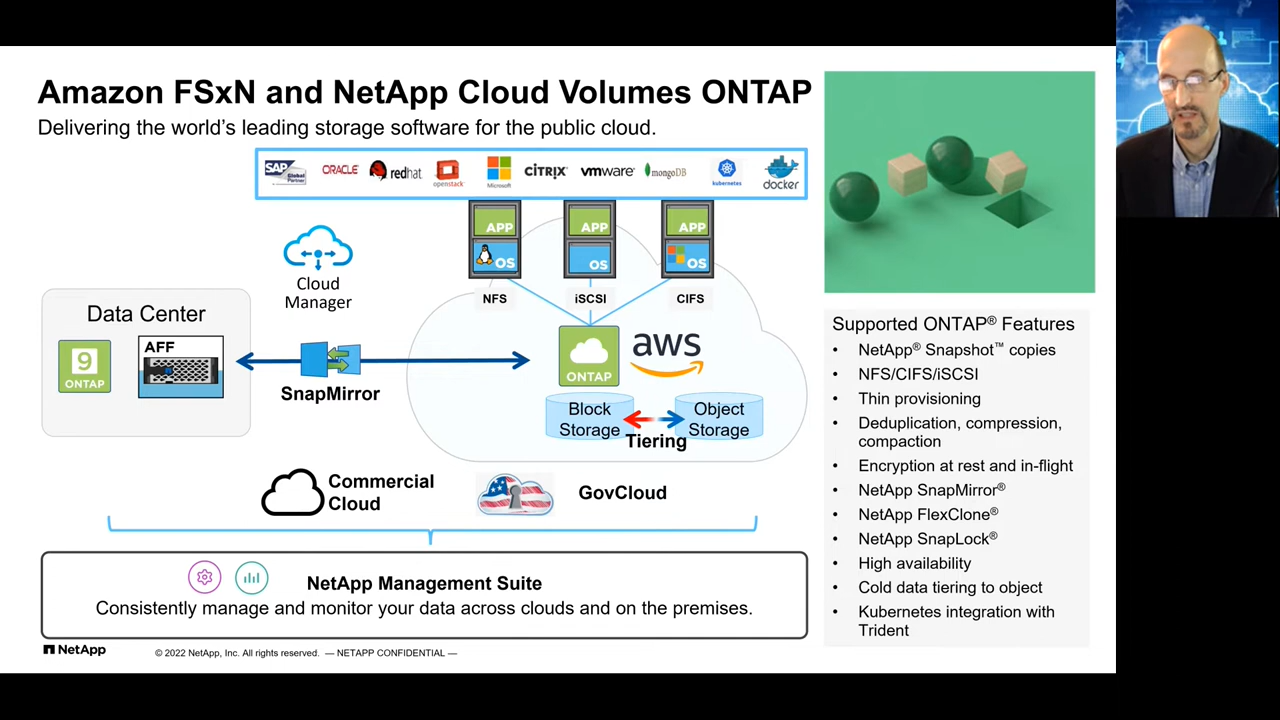 Amazon FSxN and NetApp Cloud Volumes ONTAP
Delivering the world's leading storage software for the public cloud.
SAP Global Partner
ORACLE
redhat
openstack
Microsoft
CiTRIX
vmware
mongoDB
kubernetes
docker
APP
OS
APP
OS
APP
OS
NFS
iSCSI
CIFS
Cloud
Manager
Data Center
9
ONTAP
AFF
SnapMirror
ONTAP
aws
Block
Storage
Object
Storage
Tiering
Commercial
Cloud
GovCloud
NetApp Management Suite
Consistently manage and monitor your data across clouds and on the premises.
Supported ONTAP® Features
• NetApp® Snapshot™ copies
• NFS/CIFS/iSCSI
• Thin provisioning
• Deduplication, compression,
compaction
• Encryption at rest and in-flight
• NetApp SnapMirror®
• NetApp FlexClone®
• NetApp SnapLock®
• High availability
• Cold data tiering to object
• Kubernetes integration with
Trident
NetApp
© 2022 NetApp, Inc. All rights reserved. — NETAPP CONFIDENTIAL —